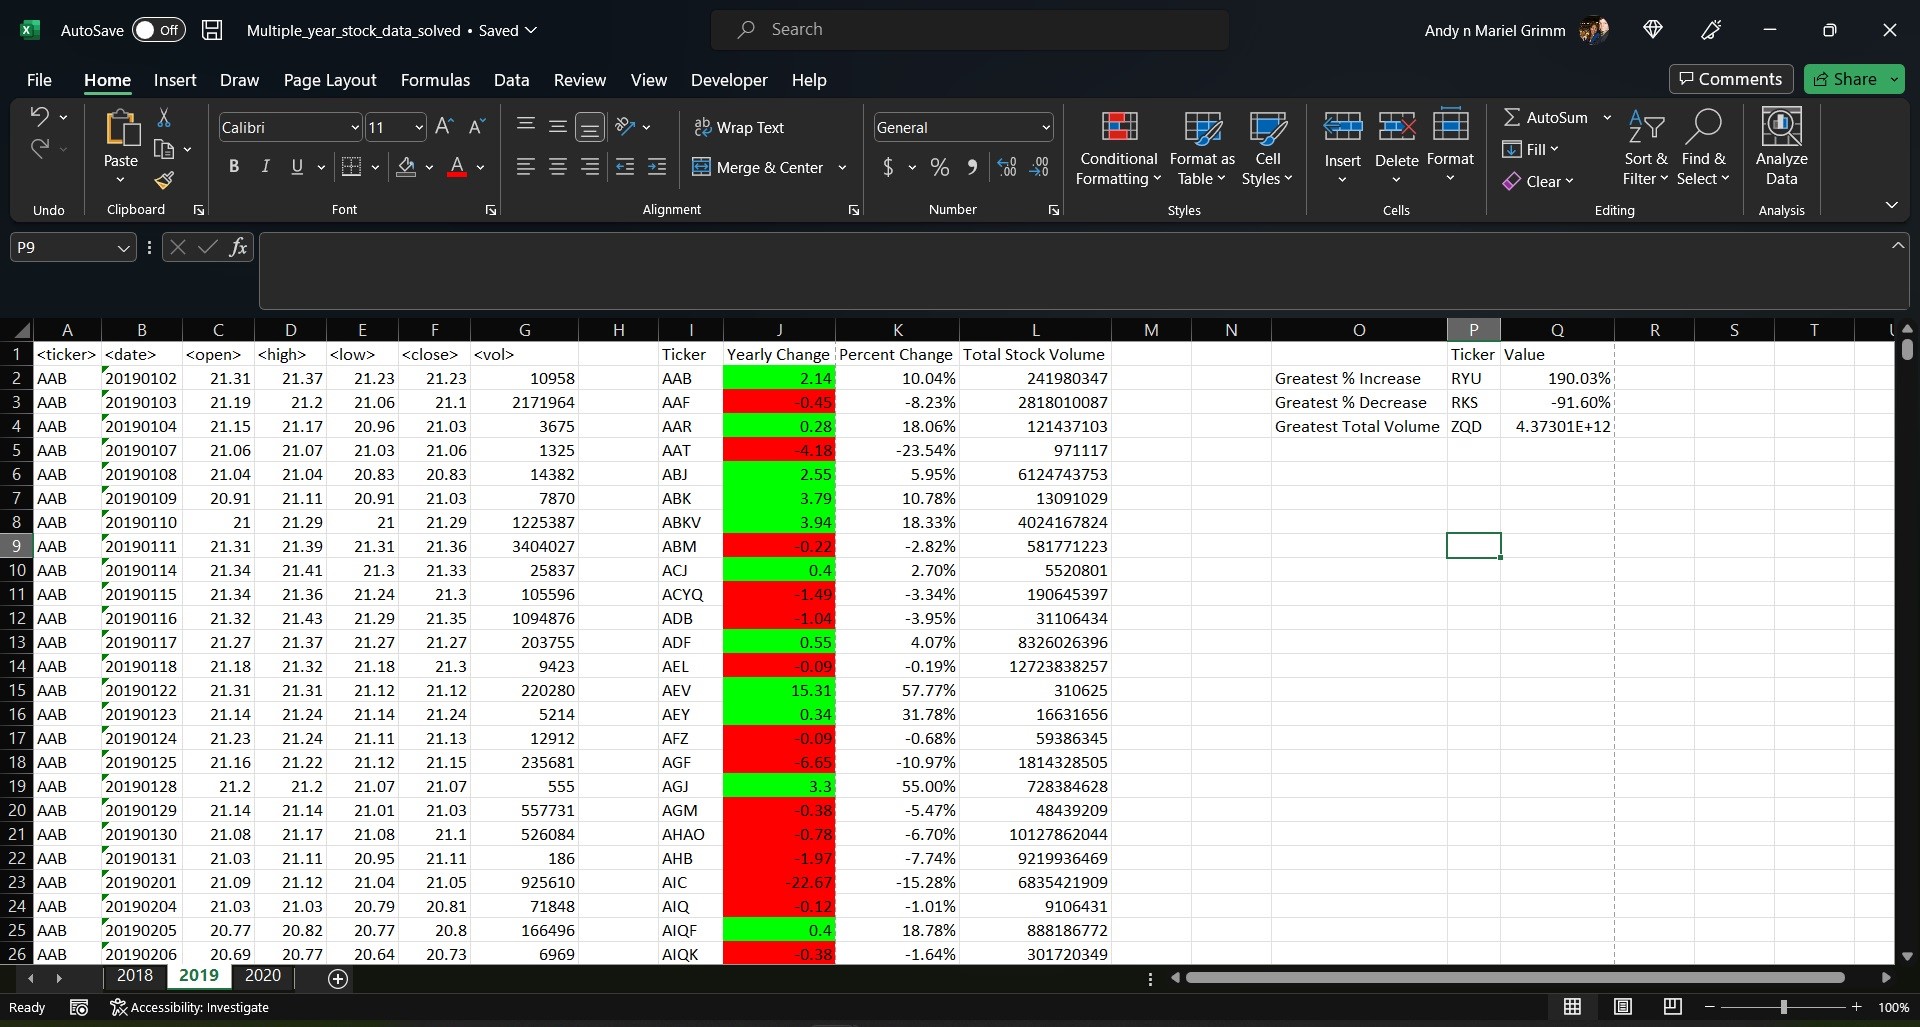 AutoSave Off Multiple_year_stock_data_solved • Saved Search Andy n Mariel Grimm
File Home Insert Draw Page Layout Formulas Data Review View Developer Help Comments Share
Calibri 11 Wrap Text General AutoSum
Paste B I U A Merge & Center $ % Conditional Formatting Format as Table Cell Styles Insert Delete Format Fill Clear Sort & Filter Find & Select Analyze Data
Undo Clipboard Font Alignment Number Styles Cells Editing Analysis
P9 fx
A B C D E F G H I J K L M N O P Q R S T
1 <ticker> <date> <open> <high> <low> <close> <vol> Ticker Yearly Change Percent Change Total Stock Volume Ticker Value
2 AAB 20190102 21.31 21.37 21.23 21.23 10958 AAB 2.14 10.04% 241980347 Greatest % Increase RYU 190.03%
3 AAB 20190103 21.19 21.2 21.06 21.1 2171964 AAF -0.45 -8.23% 2818010087 Greatest % Decrease RKS -91.60%
4 AAB 20190104 21.15 21.17 20.96 21.03 3675 AAR 0.28 18.06% 121437103 Greatest Total Volume ZQD 4.37301E+12
5 AAB 20190107 21.06 21.07 21.03 21.06 1325 AAT -4.18 -23.54% 971117
6 AAB 20190108 21.04 21.04 20.83 20.83 14382 ABJ 2.55 5.95% 6124743753
7 AAB 20190109 20.91 21.11 20.91 21.03 7870 ABK 3.79 10.78% 13091029
8 AAB 20190110 21 21.29 21 21.29 1225387 ABKV 3.94 18.33% 4024167824
9 AAB 20190111 21.31 21.39 21.31 21.36 3404027 ABM -0.22 -2.82% 581771223
10 AAB 20190114 21.34 21.41 21.3 21.33 25837 ACJ 0.4 2.70% 5520801
11 AAB 20190115 21.34 21.36 21.24 21.3 105596 ACYQ -1.49 -3.34% 190645397
12 AAB 20190116 21.32 21.43 21.29 21.35 1094876 ADB -1.04 -3.95% 31106434
13 AAB 20190117 21.27 21.37 21.27 21.27 203755 ADF 0.55 4.07% 8326026396
14 AAB 20190118 21.18 21.32 21.18 21.3 9423 AEL -0.09 -0.19% 12723838257
15 AAB 20190122 21.31 21.31 21.12 21.12 220280 AEV 15.31 57.77% 310625
16 AAB 20190123 21.14 21.24 21.14 21.24 5214 AEY 0.34 31.78% 16631656
17 AAB 20190124 21.23 21.24 21.11 21.13 12912 AFZ -0.09 -0.68% 59386345
18 AAB 20190125 21.16 21.22 21.12 21.15 235681 AGF -6.65 -10.97% 1814328505
19 AAB 20190128 21.2 21.2 21.07 21.07 555 AGJ 3.3 55.00% 728384628
20 AAB 20190129 21.14 21.14 21.01 21.03 557731 AGM -0.38 -5.47% 48439209
21 AAB 20190130 21.08 21.17 21.08 21.1 526084 AHAO -0.78 -6.70% 10127862044
22 AAB 20190131 21.03 21.11 20.95 21.11 186 AHB -1.97 -7.74% 9219936469
23 AAB 20190201 21.09 21.12 21.04 21.05 925610 AIC -22.67 -15.28% 6835421909
24 AAB 20190204 21.03 21.03 20.79 20.81 71848 AIQ -0.12 -1.01% 9106431
25 AAB 20190205 20.77 20.82 20.77 20.8 166496 AIQF 0.4 18.78% 888186772
26 AAB 20190206 20.69 20.77 20.64 20.73 6969 AIQK -0.38 -1.64% 301720349
2018 2019 2020
Ready Accessibility: Investigate 100%